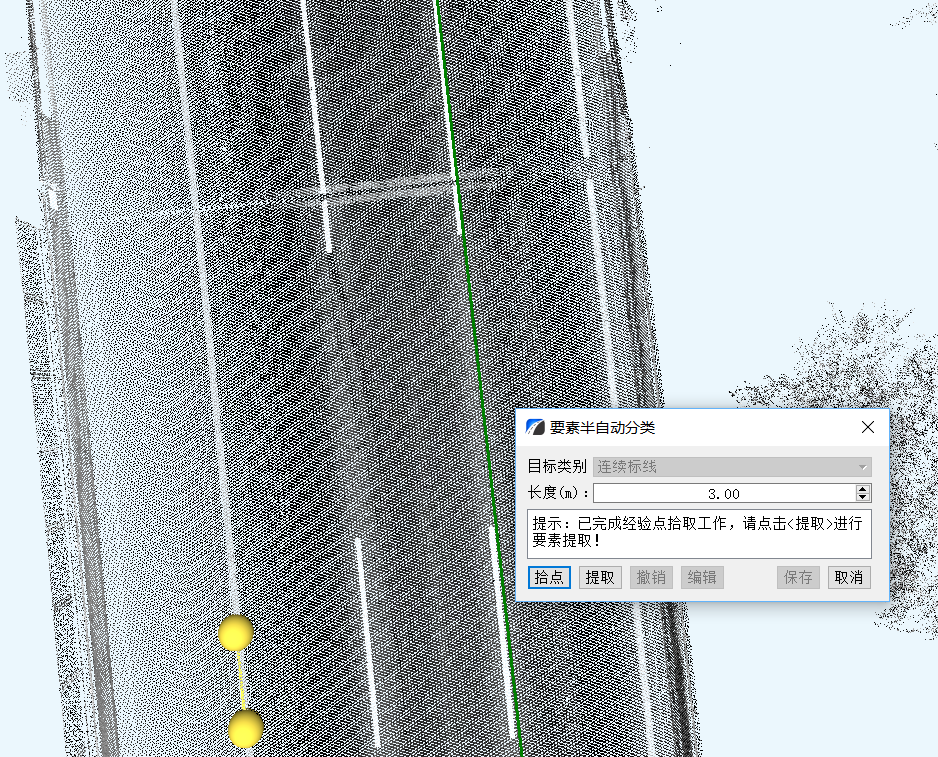 要素半自动分类
目标类别 连续标线
长度(m)：3.00
提示：已完成经验点拾取工作，请点击<提取>进行
要素提取！
拾点 提取 撤销 编辑 保存 取消